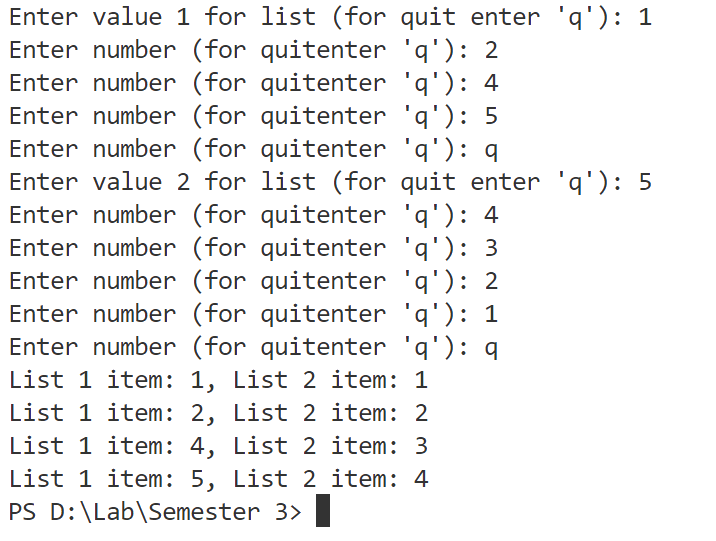 Enter value 1 for list (for quit enter 'q'): 1
Enter number (for quitenter 'q'): 2
Enter number (for quitenter 'q'): 4
Enter number (for quitenter 'q'): 5
Enter number (for quitenter 'q'): q
Enter value 2 for list (for quit enter 'q'): 5
Enter number (for quitenter 'q'): 4
Enter number (for quitenter 'q'): 3
Enter number (for quitenter 'q'): 2
Enter number (for quitenter 'q'): 1
Enter number (for quitenter 'q'): q
List 1 item: 1, List 2 item: 1
List 1 item: 2, List 2 item: 2
List 1 item: 4, List 2 item: 3
List 1 item: 5, List 2 item: 4
PS D:\Lab\Semester 3>